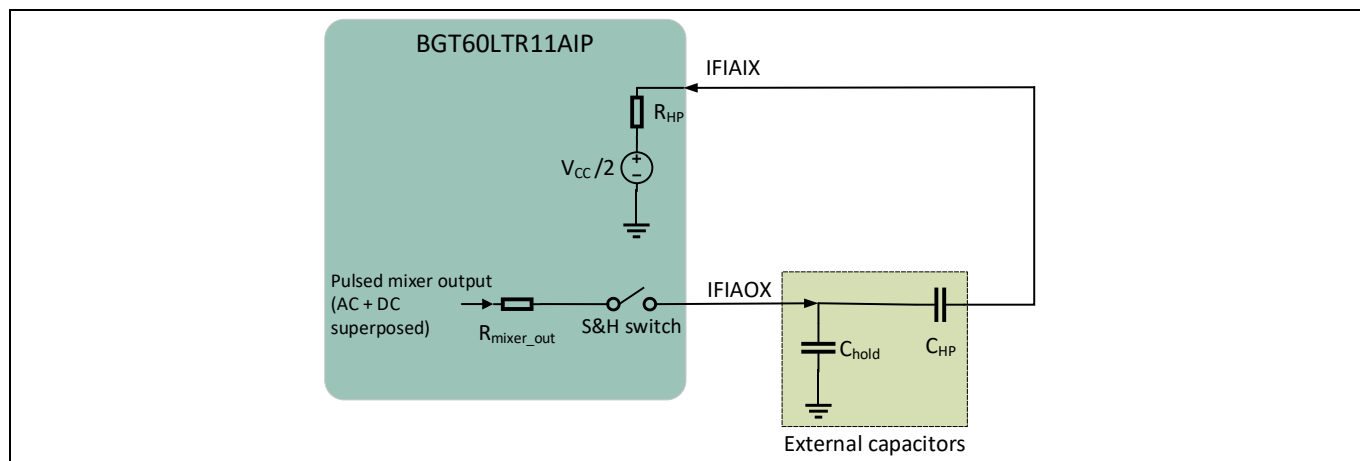 BGT60LTR11AIP
IFIAIX
RHP
+
VCC /2
−
Pulsed mixer output
(AC + DC
superposed)
Rmixer_out
S&H switch
IFIAOX
Chold
CHP
External capacitors